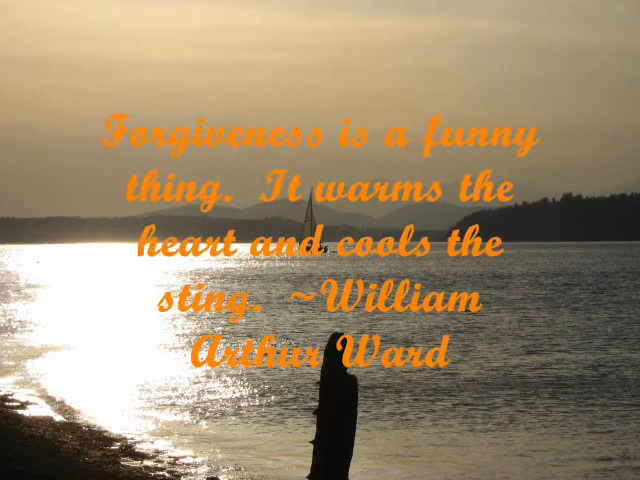 Forgiveness is a funny
thing.  It warms the
heart and cools the
sting.  ~William
Arthur Ward